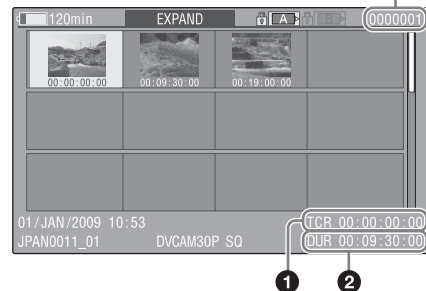 120min EXPAND A B 0000001
00:00:00:00 00:09:30:00 00:19:00:00
01/JAN/2009 10:53 TCR 00:00:00:00
JPAN0011_01 DVCAM30P SQ DUR 00:09:30:00
1 2